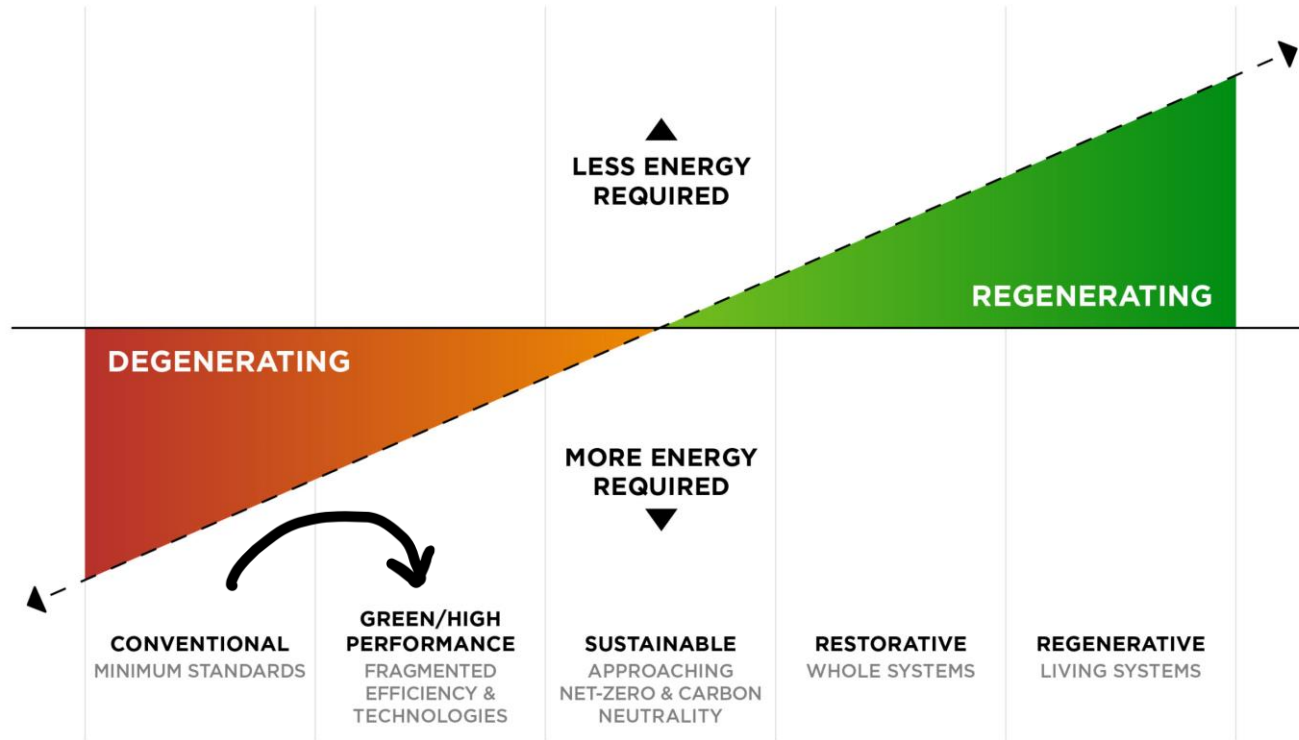 LESS ENERGY
REQUIRED
REGENERATING
DEGENERATING
MORE ENERGY
REQUIRED
CONVENTIONAL
MINIMUM STANDARDS
GREEN/HIGH
PERFORMANCE
FRAGMENTED
EFFICIENCY &
TECHNOLOGIES
SUSTAINABLE
APPROACHING
NET-ZERO & CARBON
NEUTRALITY
RESTORATIVE
WHOLE SYSTEMS
REGENERATIVE
LIVING SYSTEMS